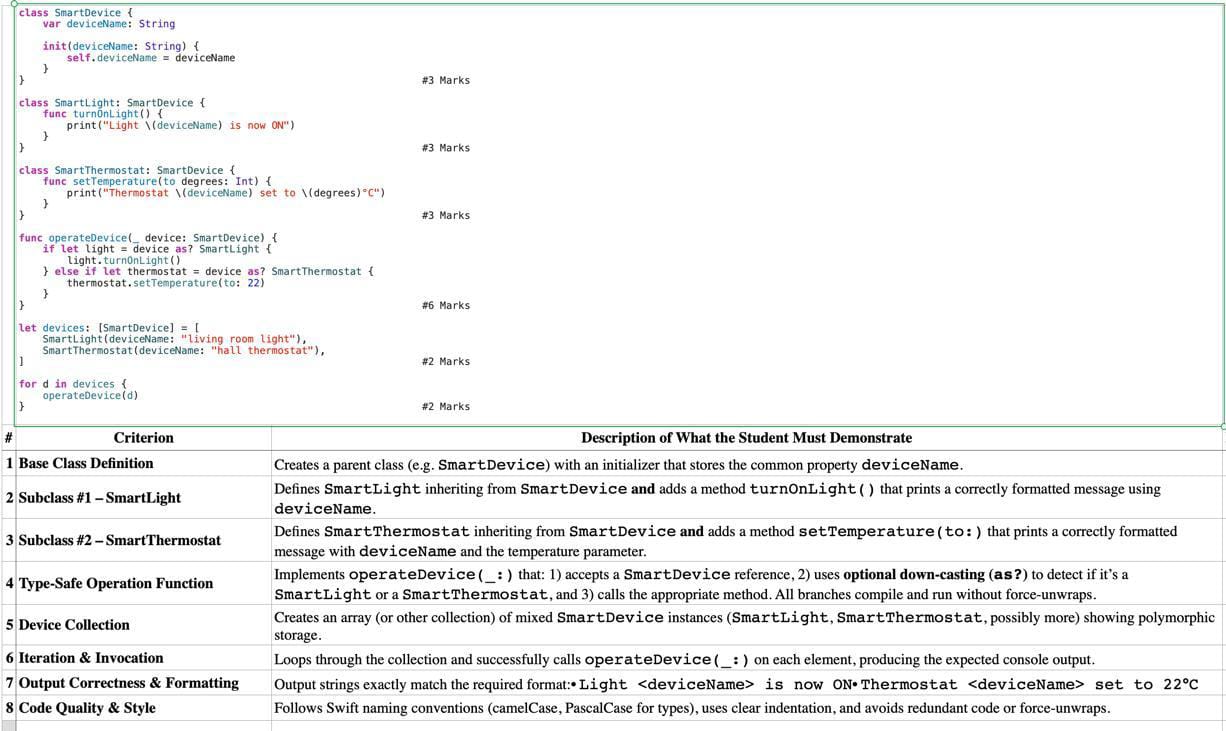 class SmartDevice {
    var deviceName: String

    init(deviceName: String) {
        self.deviceName = deviceName
    }
} #3 Marks

class SmartLight: SmartDevice {
    func turnOnLight() {
        print("Light \(deviceName) is now ON")
    }
} #3 Marks

class SmartThermostat: SmartDevice {
    func setTemperature(to degrees: Int) {
        print("Thermostat \(deviceName) set to \(degrees)°C")
    }
} #3 Marks

func operateDevice(_ device: SmartDevice) {
    if let light = device as? SmartLight {
        light.turnOnLight()
    } else if let thermostat = device as? SmartThermostat {
        thermostat.setTemperature(to: 22)
    }
} #6 Marks

let devices: [SmartDevice] = [
    SmartLight(deviceName: "living room light"),
    SmartThermostat(deviceName: "hall thermostat"),
] #2 Marks

for d in devices {
    operateDevice(d)
} #2 Marks

# Criterion Description of What the Student Must Demonstrate
1 Base Class Definition Creates a parent class (e.g. SmartDevice) with an initializer that stores the common property deviceName.
2 Subclass #1 – SmartLight Defines SmartLight inheriting from SmartDevice and adds a method turnOnLight() that prints a correctly formatted message using
deviceName.
3 Subclass #2 – SmartThermostat Defines SmartThermostat inheriting from SmartDevice and adds a method setTemperature(to:) that prints a correctly formatted
message with deviceName and the temperature parameter.
4 Type-Safe Operation Function Implements operateDevice(_:) that: 1) accepts a SmartDevice reference, 2) uses optional down-casting (as?) to detect if it's a
SmartLight or a SmartThermostat, and 3) calls the appropriate method. All branches compile and run without force-unwraps.
5 Device Collection Creates an array (or other collection) of mixed SmartDevice instances (SmartLight, SmartThermostat, possibly more) showing polymorphic
storage.
6 Iteration & Invocation Loops through the collection and successfully calls operateDevice(_:) on each element, producing the expected console output.
7 Output Correctness & Formatting Output strings exactly match the required format:• Light <deviceName> is now ON• Thermostat <deviceName> set to 22°C
8 Code Quality & Style Follows Swift naming conventions (camelCase, PascalCase for types), uses clear indentation, and avoids redundant code or force-unwraps.